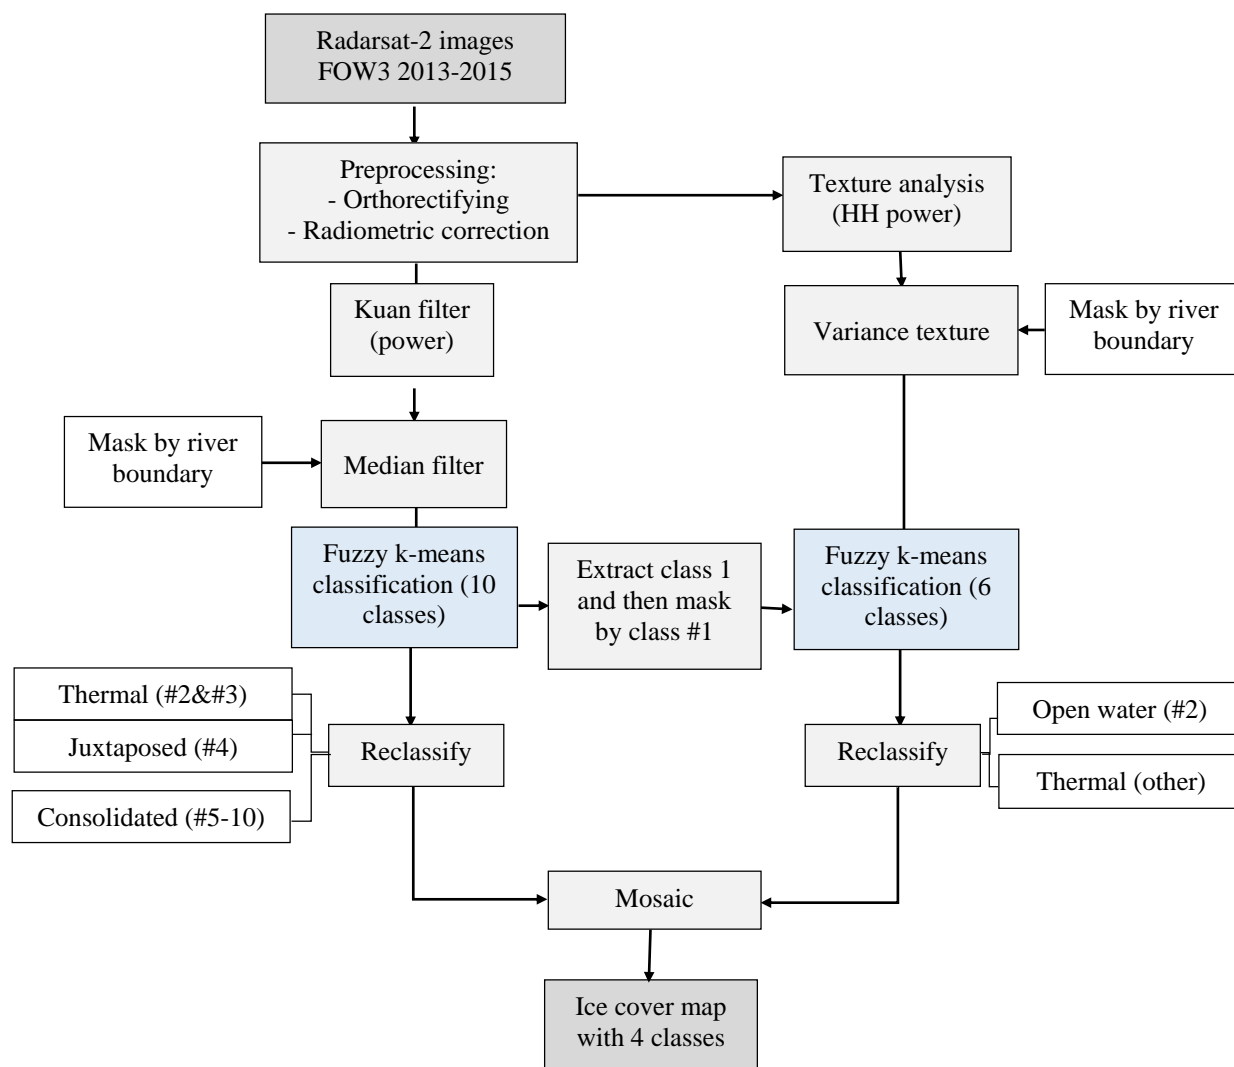 Radarsat-2 images
FOW3 2013-2015
Preprocessing:
- Orthorectifying
- Radiometric correction
Texture analysis
(HH power)
Kuan filter
(power)
Variance texture
Mask by river
boundary
Mask by river
boundary
Median filter
Fuzzy k-means
classification (10
classes)
Extract class 1
and then mask
by class #1
Fuzzy k-means
classification (6
classes)
Thermal (#2&#3)
Juxtaposed (#4)
Consolidated (#5-10)
Reclassify
Reclassify
Open water (#2)
Thermal (other)
Mosaic
Ice cover map
with 4 classes